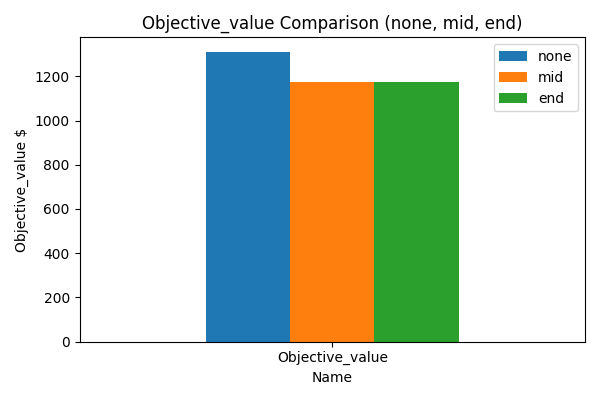 Objective_value Comparison (none, mid, end)
none
mid
end
1200
1000
800
600
400
200
0
Objective_value $
Objective_value
Name